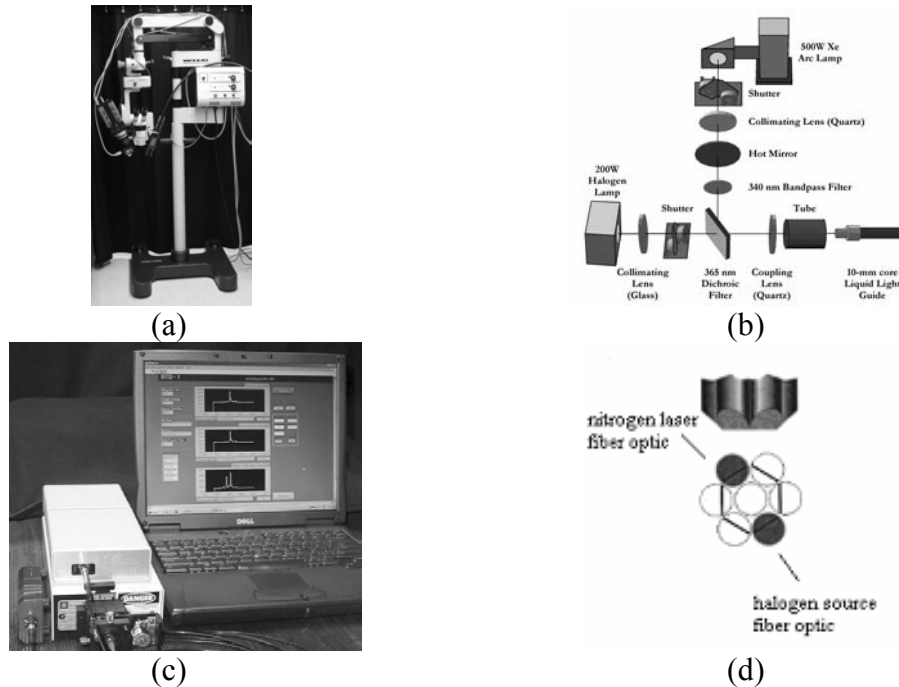 500W Xe
Arc Lamp
Shutter
Collimating Lens (Quartz)
Hot Mirror
200W
Halogen
Lamp
340 nm Bandpass Filter
Shutter
Tube
Collimating
Lens
(Glass)
365 nm
Dichroic
Filter
Coupling
Lens
(Quartz)
10-mm core
Liquid Light
Guide
(a)
(b)
DELL
DANGER
nitrogen laser
fiber optic
halogen source
fiber optic
(c)
(d)